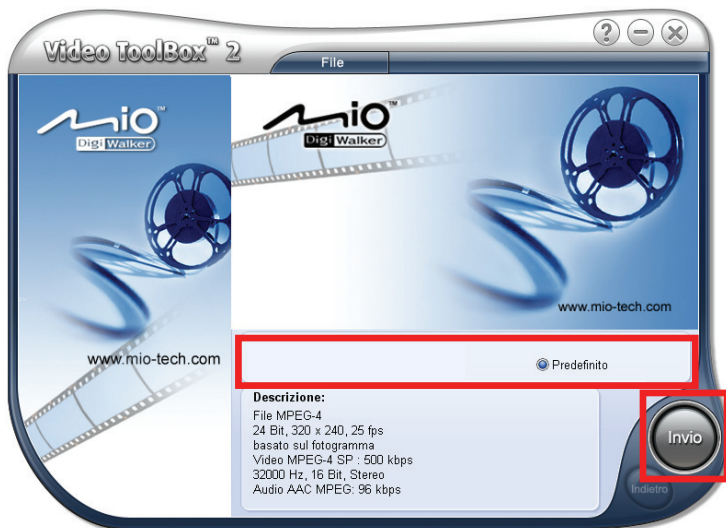 Video ToolBox™ 2
File
?
Mio™
DigiWalker
www.mio-tech.com
Mio™
DigiWalker
www.mio-tech.com
Predefinito
Descrizione:
File MPEG-4
24 Bit, 320 x 240, 25 fps
basato sul fotogramma
Video MPEG-4 SP : 500 kbps
32000 Hz, 16 Bit, Stereo
Audio AAC MPEG: 96 kbps
Invio
Indietro